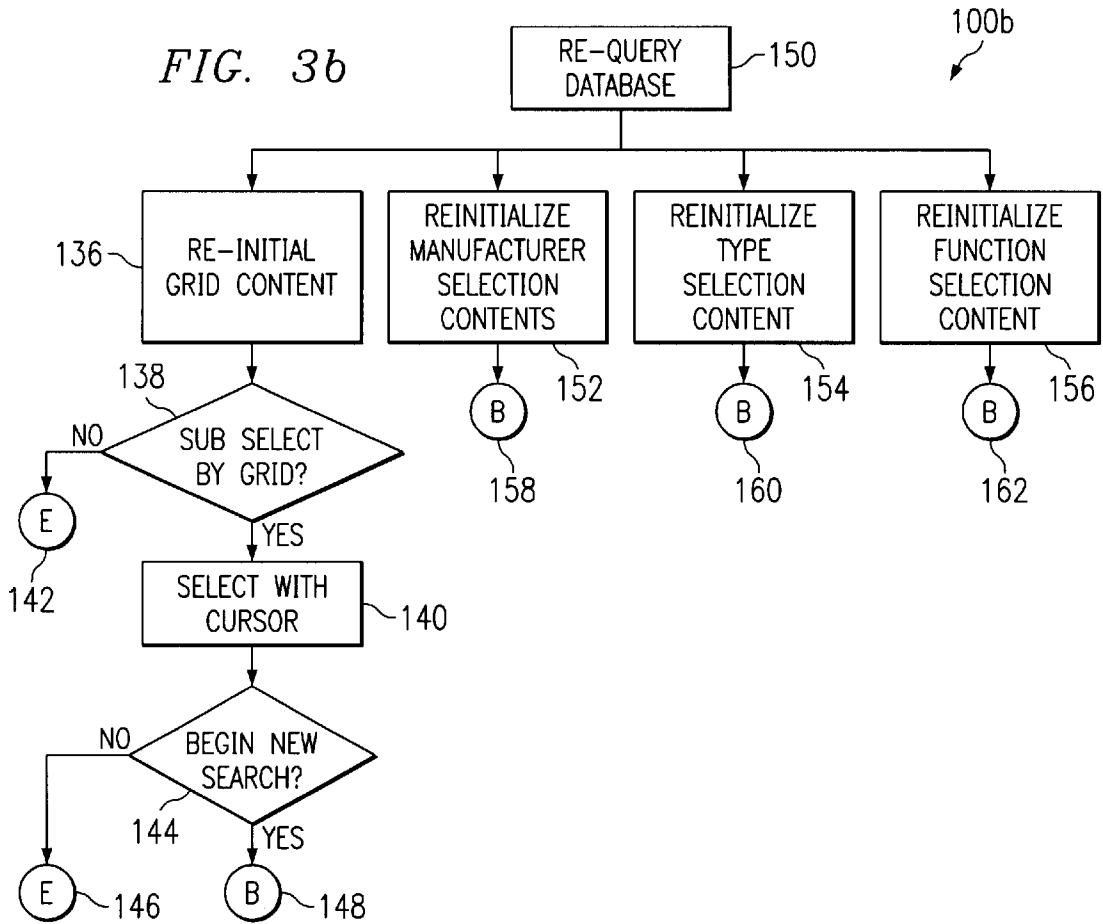 FIG. 3b
RE-QUERY
DATABASE
150
100b
136
RE-INITIAL
GRID CONTENT
REINITIALIZE
MANUFACTURER
SELECTION
CONTENTS
REINITIALIZE
TYPE
SELECTION
CONTENT
REINITIALIZE
FUNCTION
SELECTION
CONTENT
152
154
156
138
B
B
B
158
160
162
NO
SUB SELECT
BY GRID?
E
142
YES
SELECT WITH
CURSOR
140
NO
BEGIN NEW
SEARCH?
144
YES
E
146
B
148